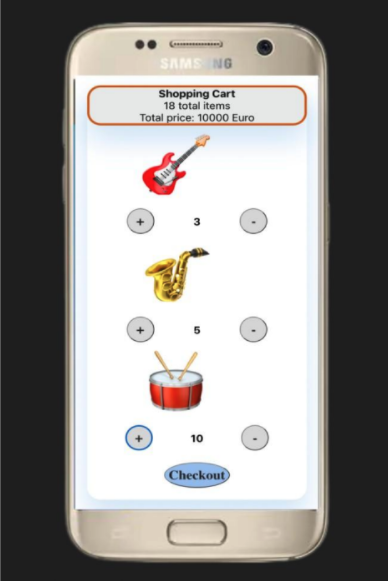 SAMSUNG
Shopping Cart
18 total items
Total price: 10000 Euro
+ 3 -
+ 5 -
+ 10 -
Checkout